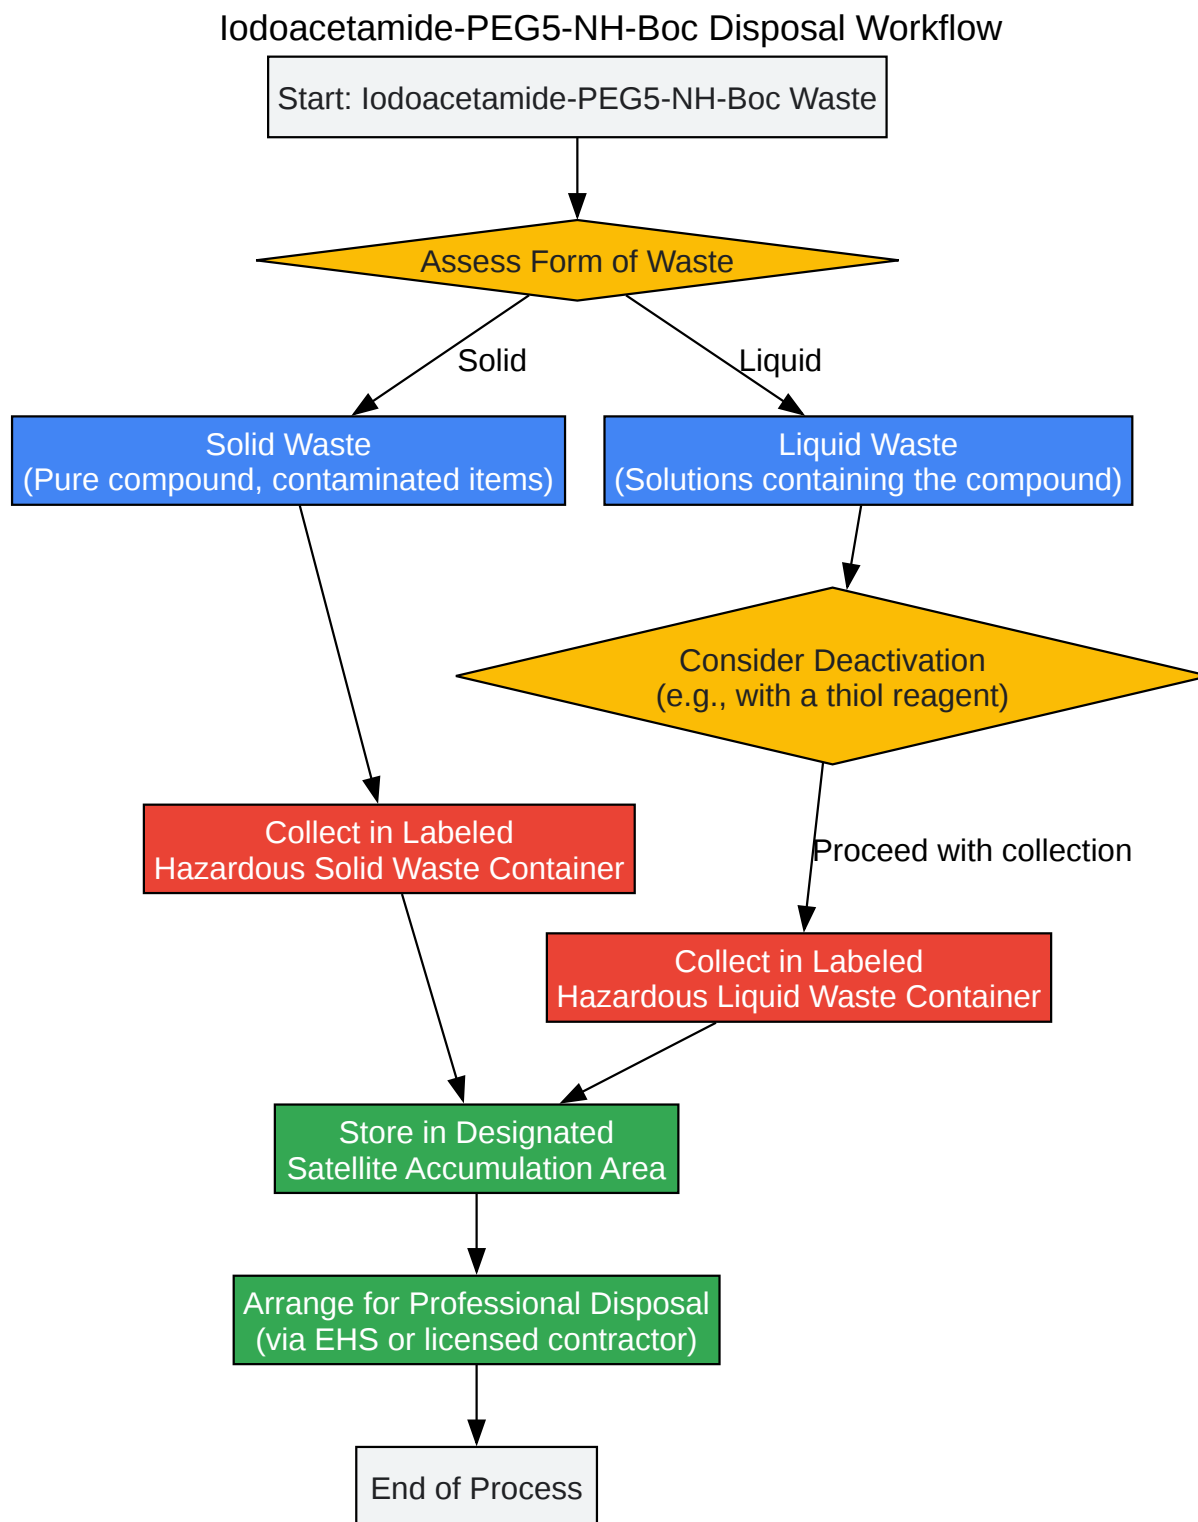 Iodoacetamide-PEG5-NH-Boc Disposal Workflow
Start: Iodoacetamide-PEG5-NH-Boc Waste
Assess Form of Waste
Solid
Liquid
Solid Waste
(Pure compound, contaminated items)
Liquid Waste
(Solutions containing the compound)
Consider Deactivation
(e.g., with a thiol reagent)
Collect in Labeled
Hazardous Solid Waste Container
Proceed with collection
Collect in Labeled
Hazardous Liquid Waste Container
Store in Designated
Satellite Accumulation Area
Arrange for Professional Disposal
(via EHS or licensed contractor)
End of Process